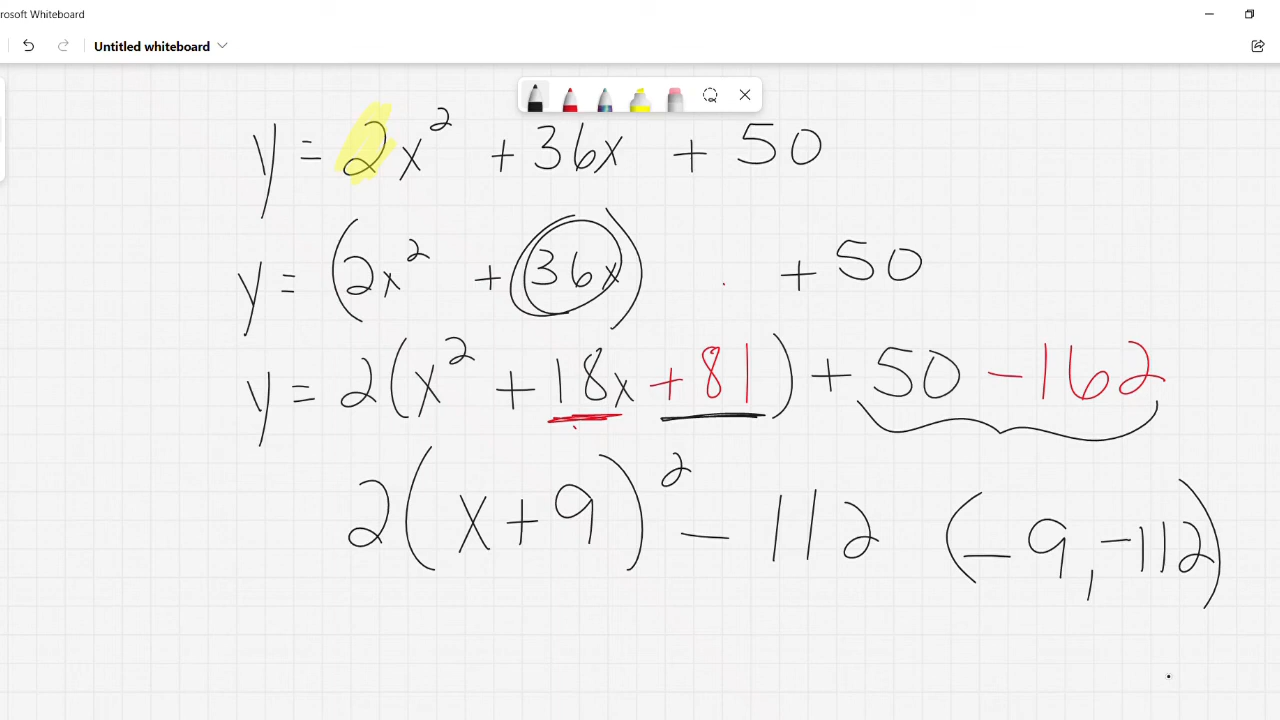 rosoft Whiteboard
Untitled whiteboard
y = 2x² + 36x + 50
y = (2x² + 36x) + 50
y = 2(x² + 18x + 81) + 50 - 162
2(x + 9)² - 112 (-9, -112)